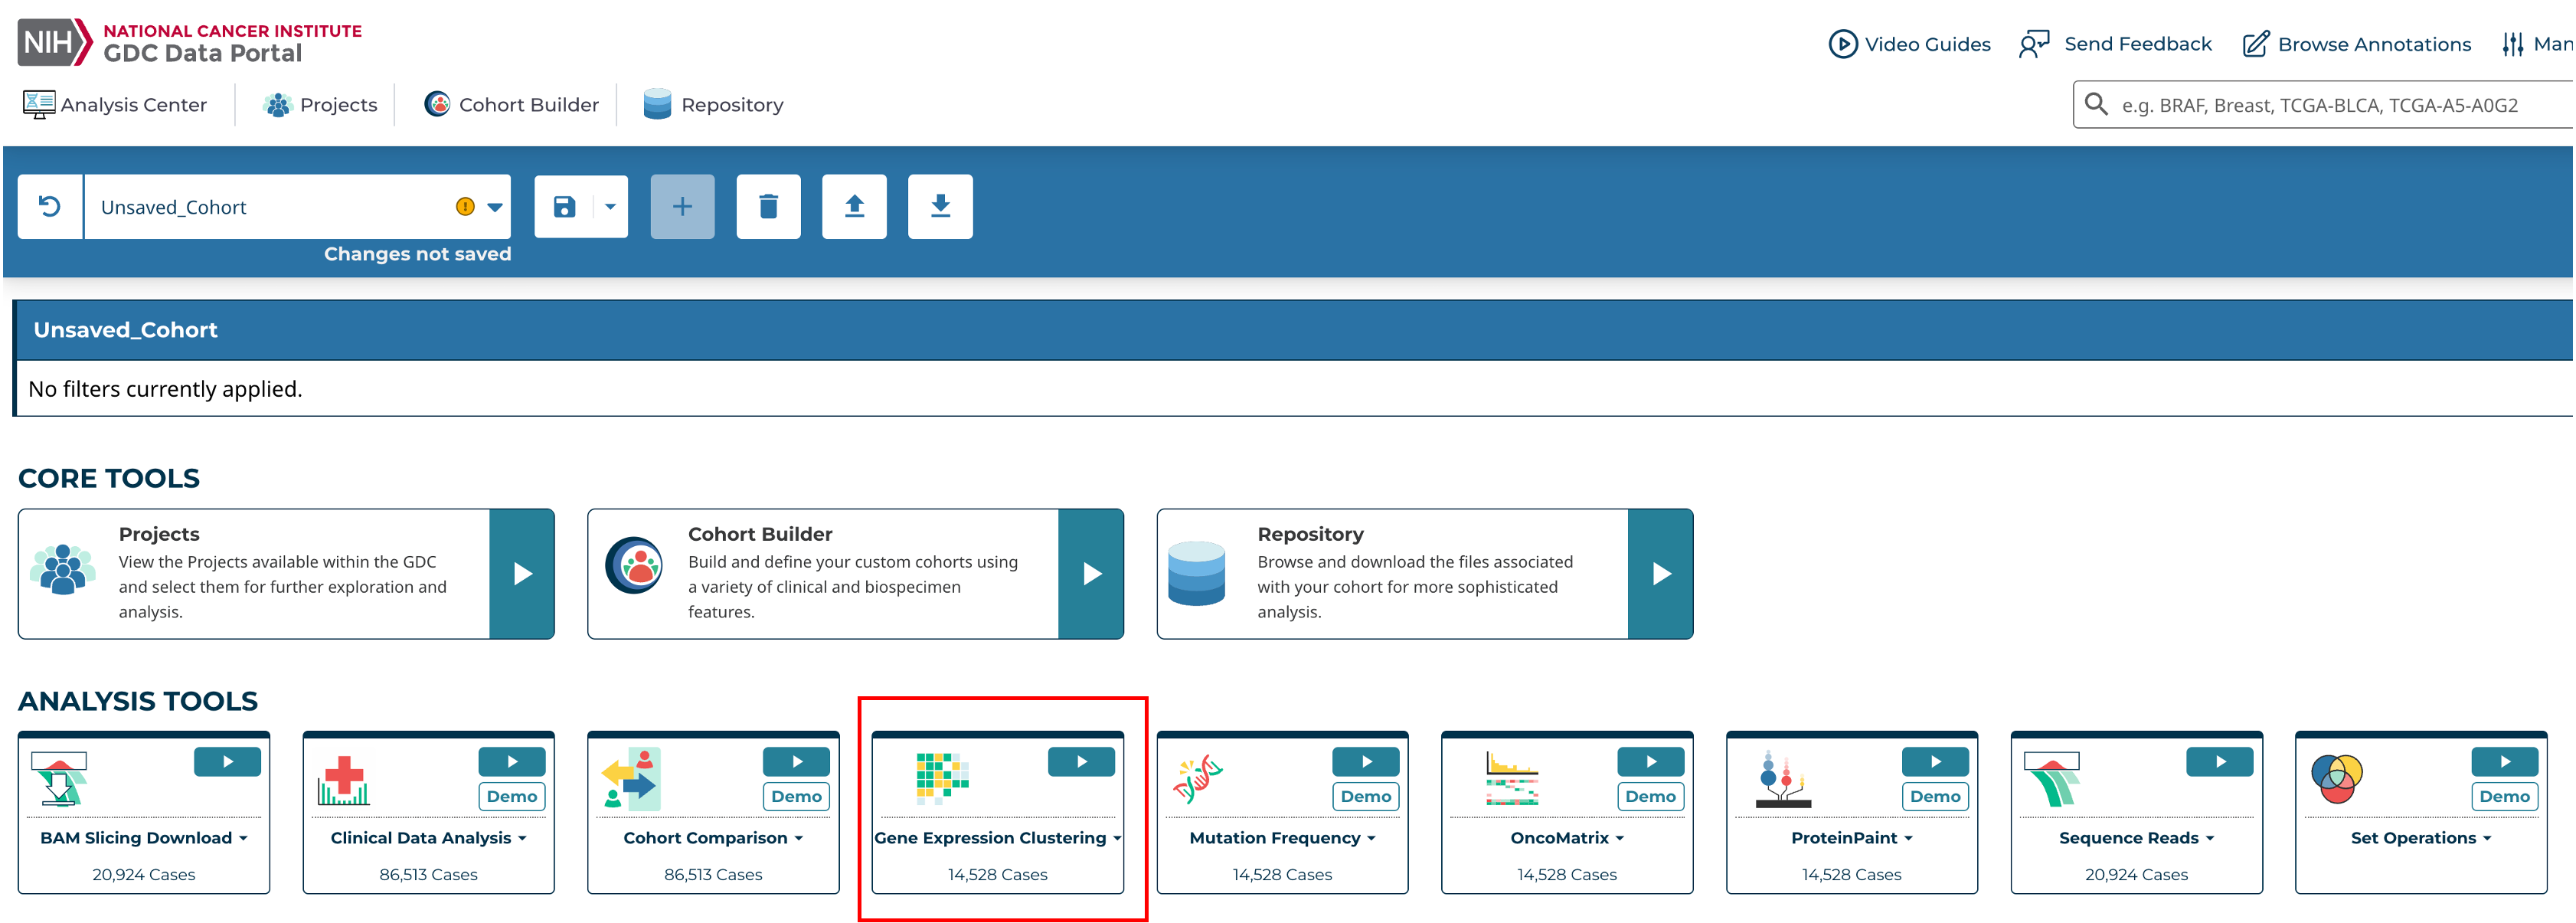 NIH NATIONAL CANCER INSTITUTE
GDC Data Portal
Video Guides Send Feedback Browse Annotations
Analysis Center Projects Cohort Builder Repository
e.g. BRAF, Breast, TCGA-BLCA, TCGA-A5-A0G2
Unsaved_Cohort
Changes not saved
Unsaved_Cohort
No filters currently applied.
CORE TOOLS
Projects
View the Projects available within the GDC
and select them for further exploration and
analysis.
Cohort Builder
Build and define your custom cohorts using
a variety of clinical and biospecimen
features.
Repository
Browse and download the files associated
with your cohort for more sophisticated
analysis.
ANALYSIS TOOLS
BAM Slicing Download
20,924 Cases
Demo
Clinical Data Analysis
86,513 Cases
Demo
Cohort Comparison
86,513 Cases
Gene Expression Clustering
14,528 Cases
Demo
Mutation Frequency
14,528 Cases
Demo
OncoMatrix
14,528 Cases
Demo
ProteinPaint
14,528 Cases
Sequence Reads
20,924 Cases
Demo
Set Operations